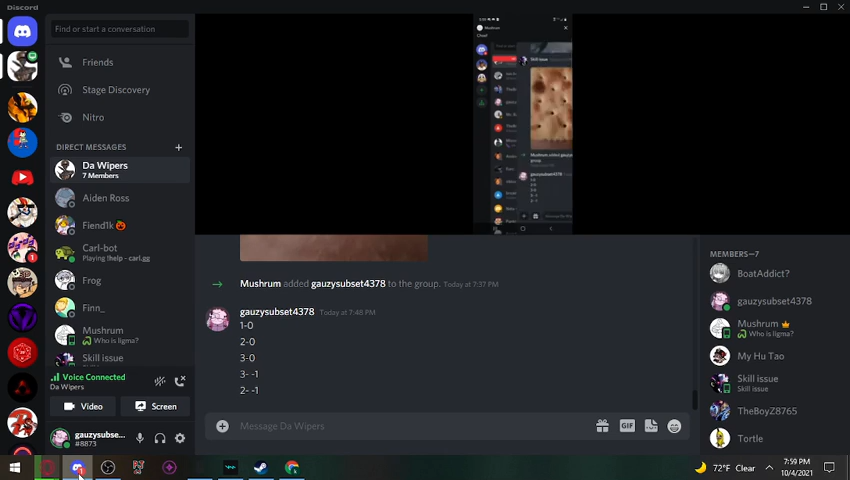 Discord
Find or start a conversation
Friends
Stage Discovery
Nitro
DIRECT MESSAGES +
Da Wipers
7 Members
Aiden Ross
Fiend1k🎃
Carl-bot
Playing !help - carl.gg
Frog
Finn_
Mushrum
Who is ligma?
Skill issue
Voice Connected
Da Wipers
Video
Screen
gauzysubse...
#8873
Mushrum added gauzysubset4378 to the group. Today at 7:37 PM
gauzysubset4378 Today at 7:48 PM
1-0
2-0
3-0
3- -1
2- -1
Message Da Wipers
GIF
MEMBERS—7
BoatAddict?
gauzysubset4378
Mushrum
Who is ligma?
My Hu Tao
Skill issue
Skill issue
TheBoyZ8765
Tortle
1
72°F Clear
7:59 PM
10/4/2021